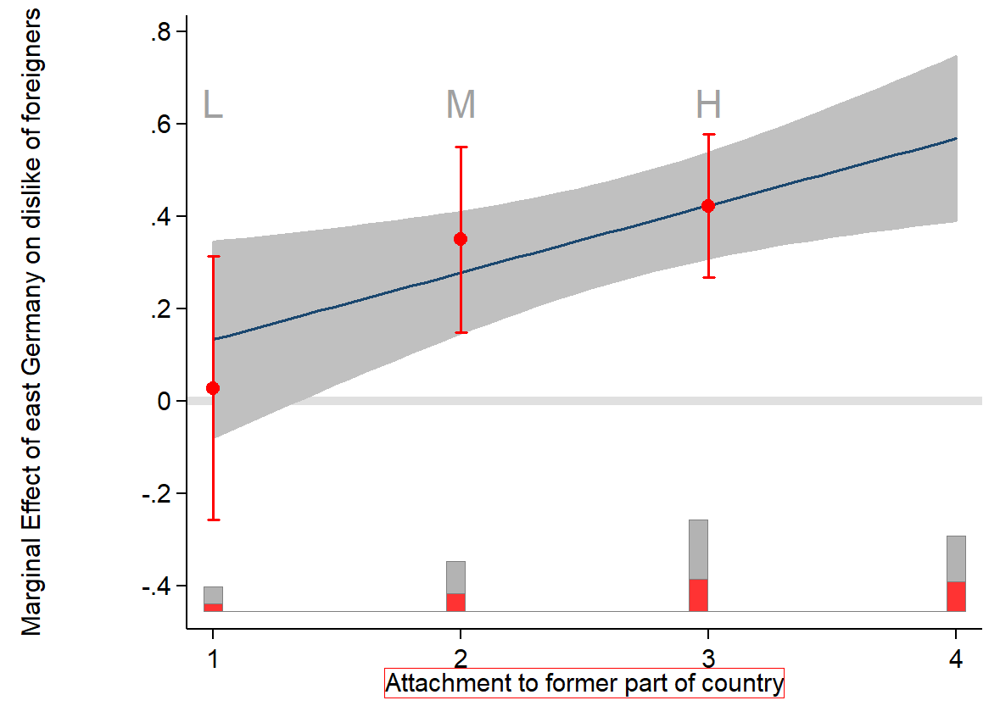 Marginal Effect of east Germany on dislike of foreigners
.8
.6
.4
.2
0
-.2
-.4
L M H
1 2 3 4
Attachment to former part of country